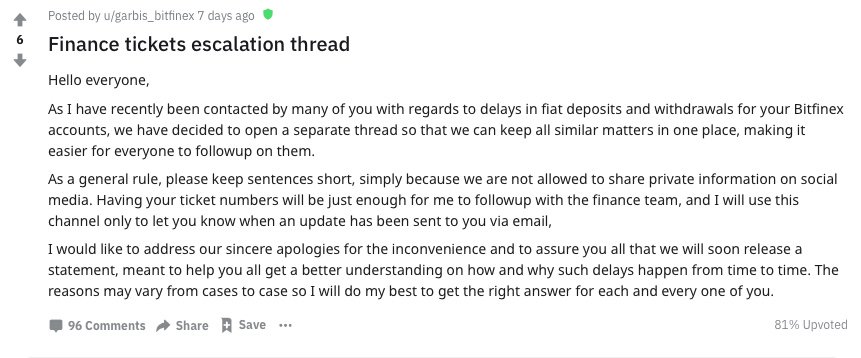 Posted by u/garbis_bitfinex 7 days ago
6
Finance tickets escalation thread
Hello everyone,
As I have recently been contacted by many of you with regards to delays in fiat deposits and withdrawals for your Bitfinex
accounts, we have decided to open a separate thread so that we can keep all similar matters in one place, making it
easier for everyone to followup on them.
As a general rule, please keep sentences short, simply because we are not allowed to share private information on social
media. Having your ticket numbers will be just enough for me to followup with the finance team, and I will use this
channel only to let you know when an update has been sent to you via email,
I would like to address our sincere apologies for the inconvenience and to assure you all that we will soon release a
statement, meant to help you all get a better understanding on how and why such delays happen from time to time. The
reasons may vary from cases to case so I will do my best to get the right answer for each and every one of you.
96 Comments Share Save ••• 81% Upvoted